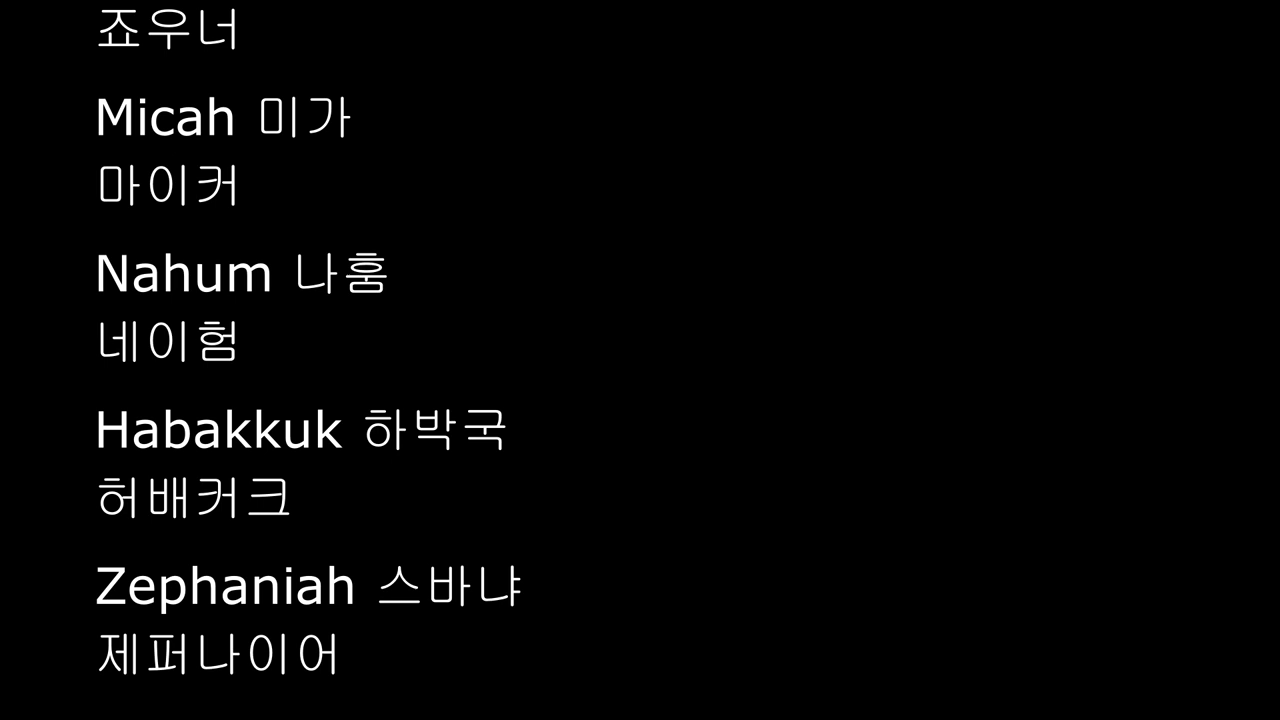 죠우너
Micah 미가
마이커
Nahum 나훔
네이험
Habakkuk 하박국
허배커크
Zephaniah 스바냐
제퍼나이어